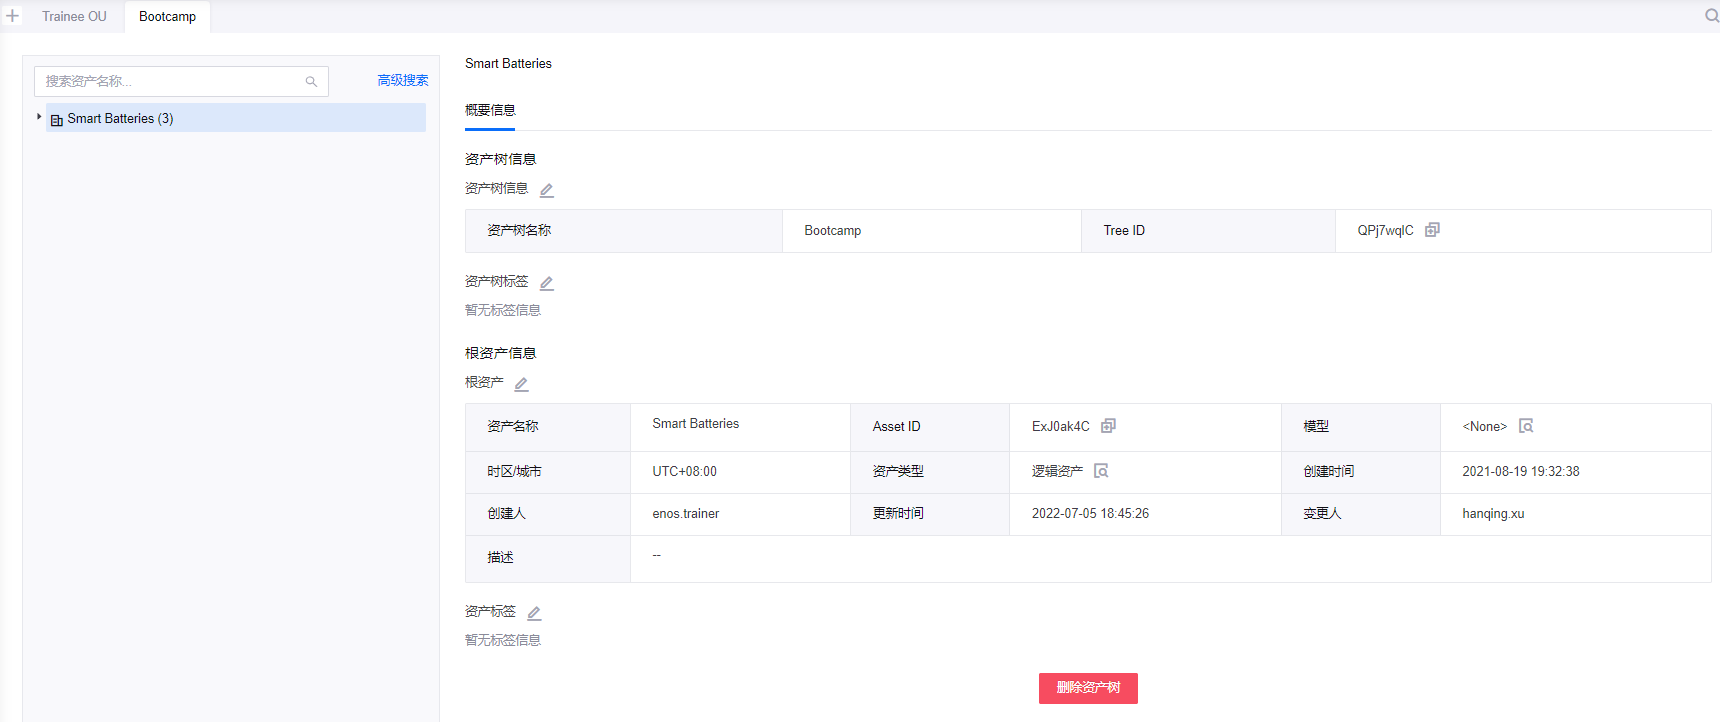 Trainee OU Bootcamp
搜索资产名称... 高级搜索
Smart Batteries (3)
Smart Batteries
概要信息
资产树信息
资产树信息
资产树名称 Bootcamp Tree ID QPj7wqlC
资产树标签
暂无标签信息
根资产信息
根资产
资产名称 Smart Batteries Asset ID ExJ0ak4C 模型 <None>
时区/城市 UTC+08:00 资产类型 逻辑资产 创建时间 2021-08-19 19:32:38
创建人 enos.trainer 更新时间 2022-07-05 18:45:26 变更人 hanqing.xu
描述 --
资产标签
暂无标签信息
删除资产树